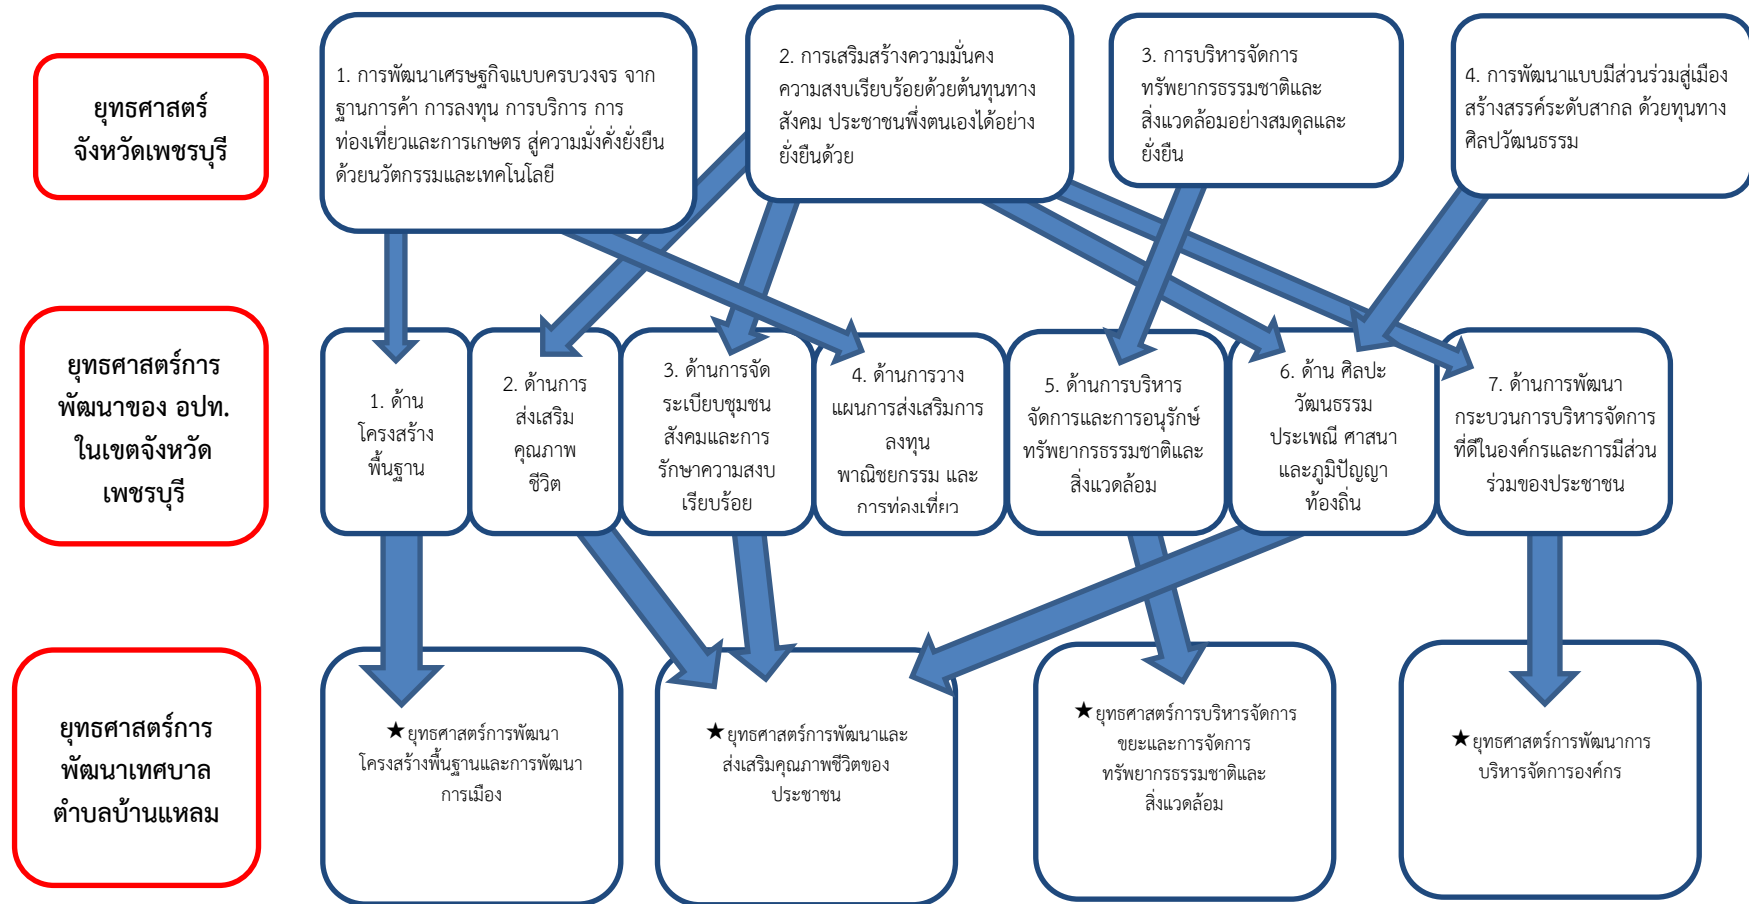 ยุทธศาสตร์
จังหวัดเพชรบุรี
1. การพัฒนาเศรษฐกิจแบบครบวงจร จาก
ฐานการค้า การลงทุน การบริการ การ
ท่องเที่ยวและการเกษตร สู่ความมั่งคั่งยั่งยืน
ด้วยนวัตกรรมและเทคโนโลยี
2. การเสริมสร้างความมั่นคง
ความสงบเรียบร้อยด้วยต้นทุนทาง
สังคม ประชาชนพึ่งตนเองได้อย่าง
ยั่งยืนด้วย
3. การบริหารจัดการ
ทรัพยากรธรรมชาติและ
สิ่งแวดล้อมอย่างสมดุลและ
ยั่งยืน
4. การพัฒนาแบบมีส่วนร่วมสู่เมือง
สร้างสรรค์ระดับสากล ด้วยทุนทาง
ศิลปวัฒนธรรม
ยุทธศาสตร์การ
พัฒนาของ อปท.
ในเขตจังหวัด
เพชรบุรี
1. ด้าน
โครงสร้าง
พื้นฐาน
2. ด้านการ
ส่งเสริม
คุณภาพ
ชีวิต
3. ด้านการจัด
ระเบียบชุมชน
สังคมและการ
รักษาความสงบ
เรียบร้อย
4. ด้านการวาง
แผนการส่งเสริมการ
ลงทุน
พาณิชยกรรม และ
การท่องเที่ยว
5. ด้านการบริหาร
จัดการและการอนุรักษ์
ทรัพยากรธรรมชาติและ
สิ่งแวดล้อม
6. ด้าน ศิลปะ
วัฒนธรรม
ประเพณี ศาสนา
และภูมิปัญญา
ท้องถิ่น
7. ด้านการพัฒนา
กระบวนการบริหารจัดการ
ที่ดีในองค์กรและการมีส่วน
ร่วมของประชาชน
ยุทธศาสตร์การ
พัฒนาเทศบาล
ตำบลบ้านแหลม
★ยุทธศาสตร์การพัฒนา
โครงสร้างพื้นฐานและการพัฒนา
การเมือง
★ยุทธศาสตร์การพัฒนาและ
ส่งเสริมคุณภาพชีวิตของ
ประชาชน
★ยุทธศาสตร์การบริหารจัดการ
ขยะและการจัดการ
ทรัพยากรธรรมชาติและ
สิ่งแวดล้อม
★ยุทธศาสตร์การพัฒนาการ
บริหารจัดการองค์กร